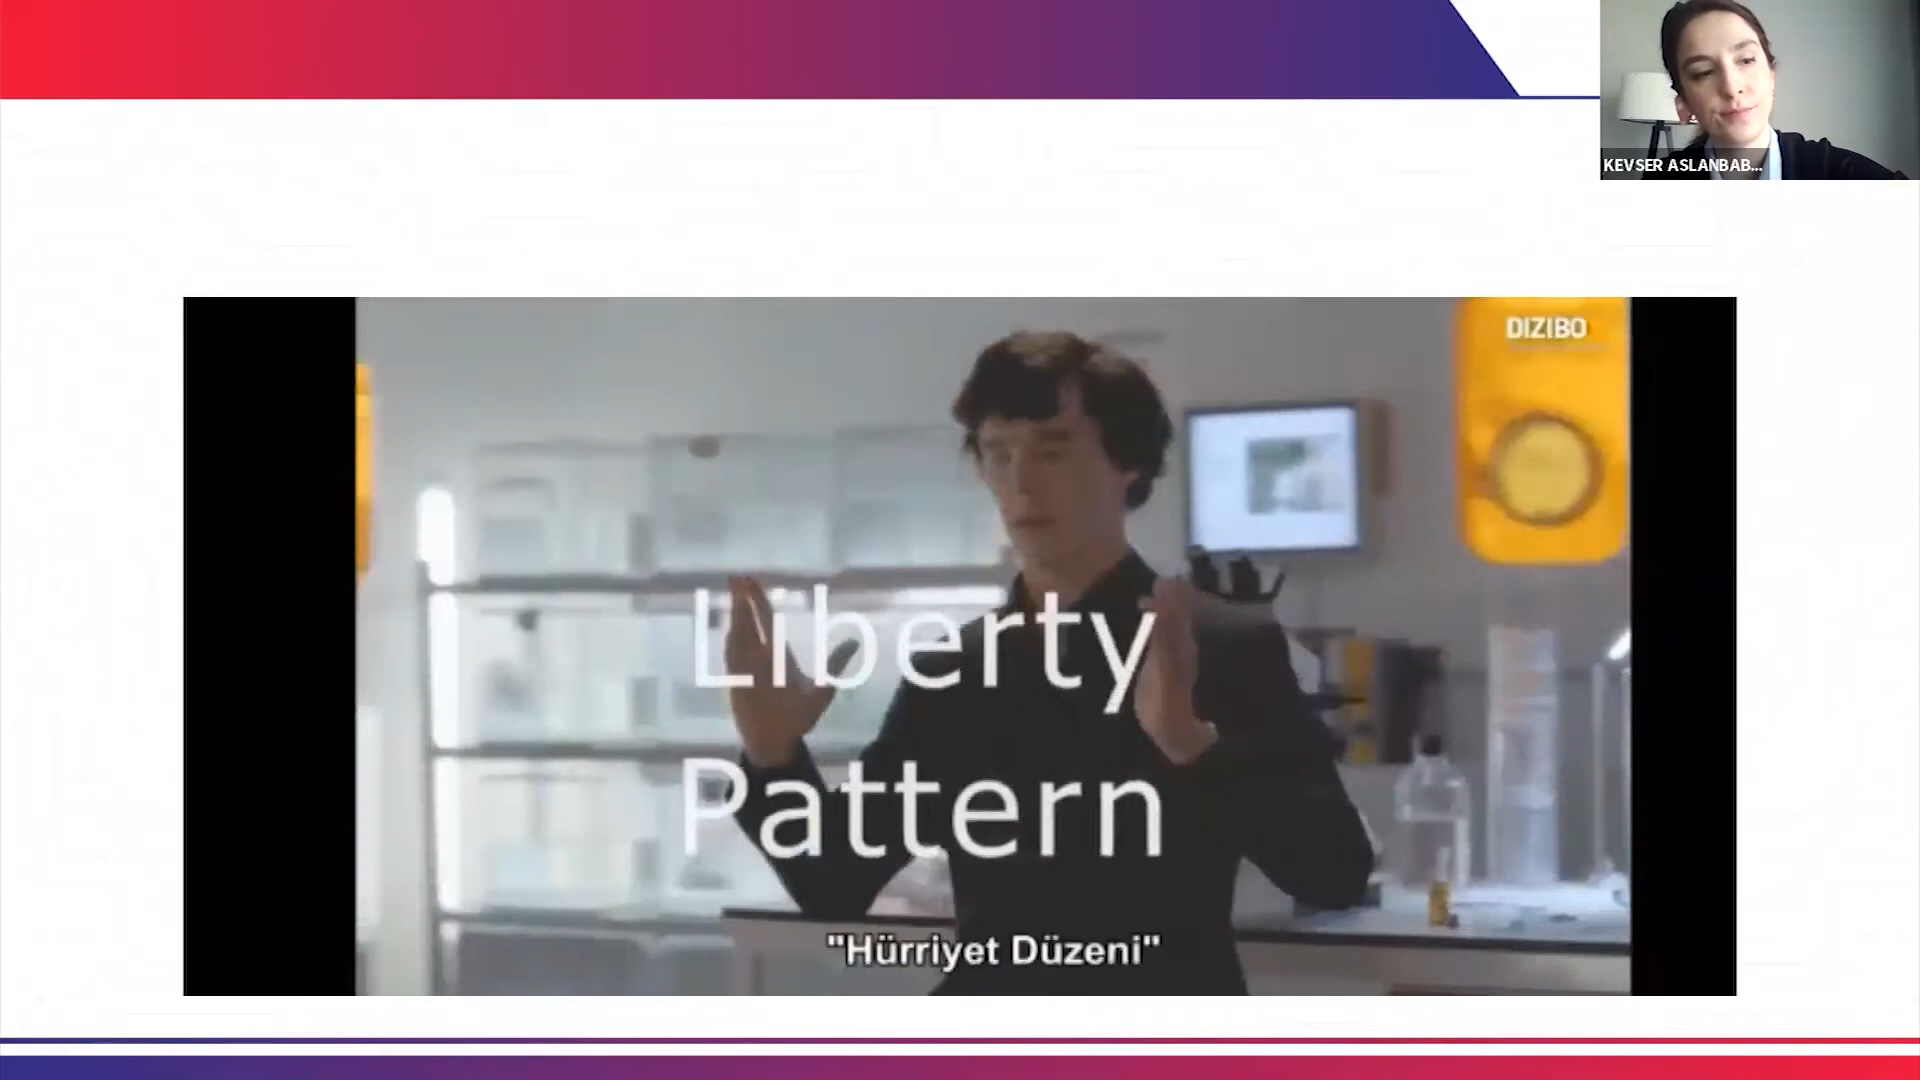 KEVSER ASLANBAB...
DIZIBO
Liberty
Pattern
"Hürriyet Düzeni"